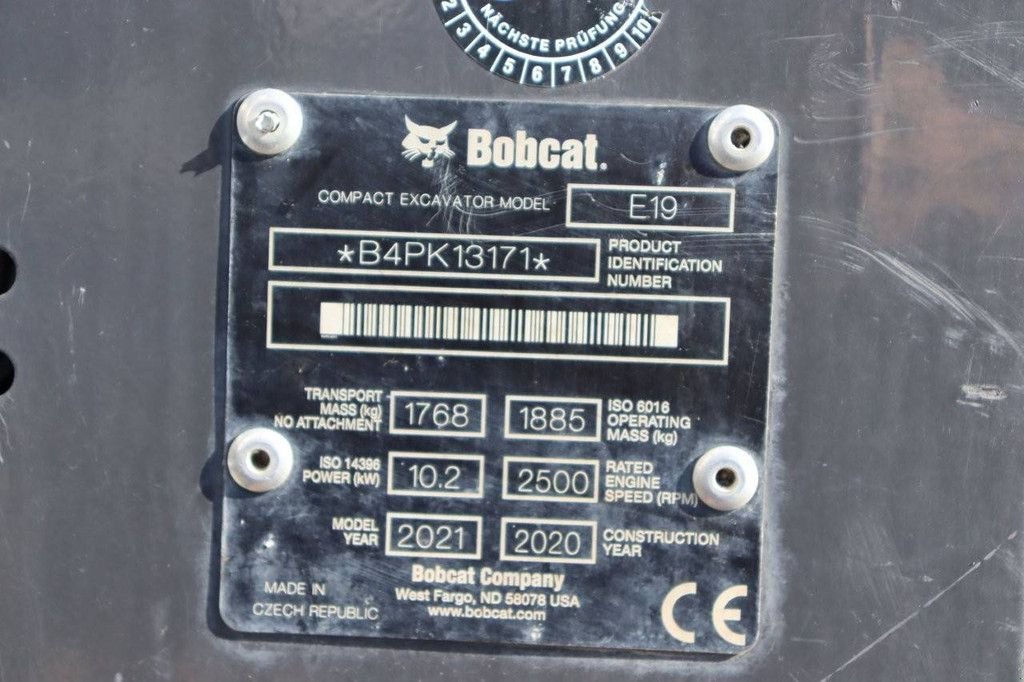 NÄCHSTE PRÜFUNG
2 3 4 5 6 7 8 9 10
Bobcat.
COMPACT EXCAVATOR MODEL E19
*B4PK13171* PRODUCT
IDENTIFICATION
NUMBER
TRANSPORT
MASS (kg)
NO ATTACHMENT
1768
1885
ISO 6016
OPERATING
MASS (kg)
ISO 14396
POWER (kW)
10.2
2500
RATED
ENGINE
SPEED (RPM)
MODEL
YEAR
2021
2020
CONSTRUCTION
YEAR
Bobcat Company
West Fargo, ND 58078 USA
www.bobcat.com
MADE IN
CZECH REPUBLIC
CE